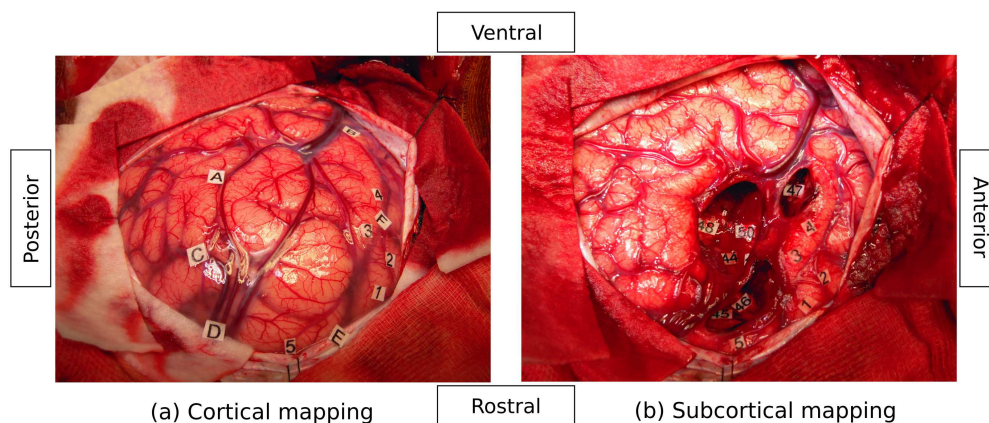 Ventral
Posterior
Anterior
A
4
F
3
C
2
1
D
5
E
47
4
3
44
2
46
45
1
5
Rostral
(a) Cortical mapping
(b) Subcortical mapping